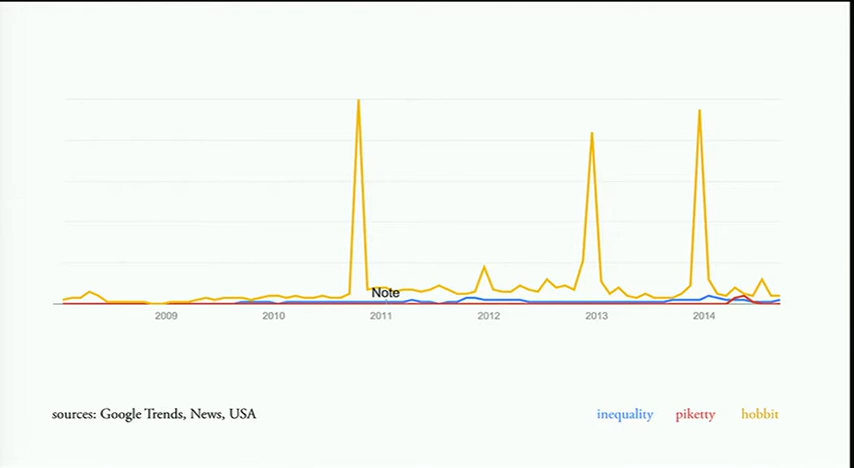 Note
2009 2010 2011 2012 2013 2014
sources: Google Trends, News, USA
inequality piketty hobbit